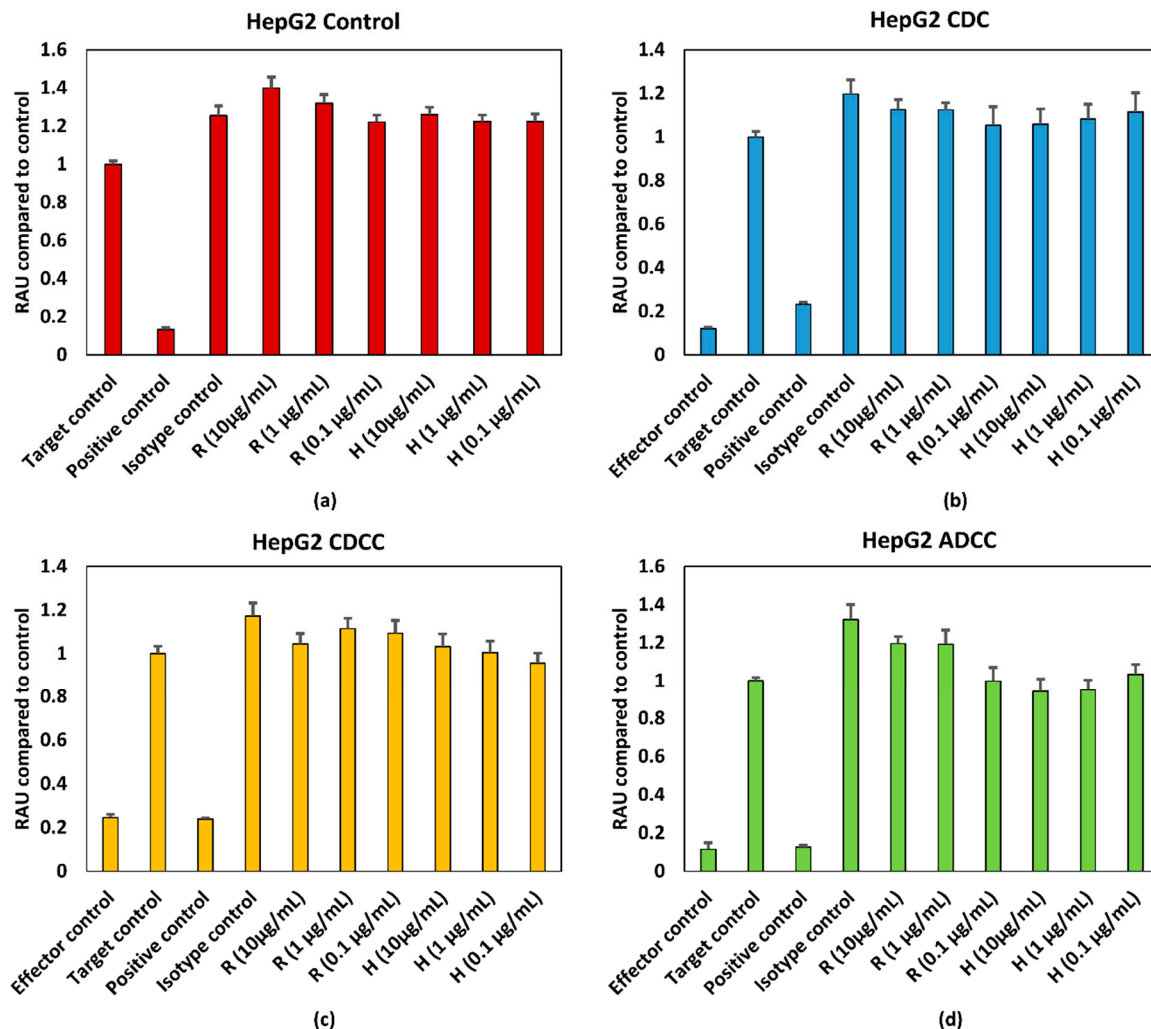 HepG2 Control
RAU compared to control
1.6
1.4
1.2
1
0.8
0.6
0.4
0.2
0
Target control
Positive control
Isotype control
R (10µg/mL)
R (1 µg/mL)
R (0.1 µg/mL)
H (10µg/mL)
H (1 µg/mL)
H (0.1 µg/mL)
(a)
HepG2 CDC
RAU compared to control
1.4
1.2
1
0.8
0.6
0.4
0.2
0
Effector control
Target control
Positive control
Isotype control
R (10µg/mL)
R (1 µg/mL)
R (0.1 µg/mL)
H (10µg/mL)
H (1 µg/mL)
H (0.1 µg/mL)
(b)
HepG2 CDCC
RAU compared to control
1.4
1.2
1
0.8
0.6
0.4
0.2
0
Effector control
Target control
Positive control
Isotype control
R (10µg/mL)
R (1 µg/mL)
R (0.1 µg/mL)
H (10µg/mL)
H (1 µg/mL)
H (0.1 µg/mL)
(c)
HepG2 ADCC
RAU compared to control
1.6
1.4
1.2
1
0.8
0.6
0.4
0.2
0
Effector control
Target control
Positive control
Isotype control
R (10µg/mL)
R (1 µg/mL)
R (0.1 µg/mL)
H (10µg/mL)
H (1 µg/mL)
H (0.1 µg/mL)
(d)